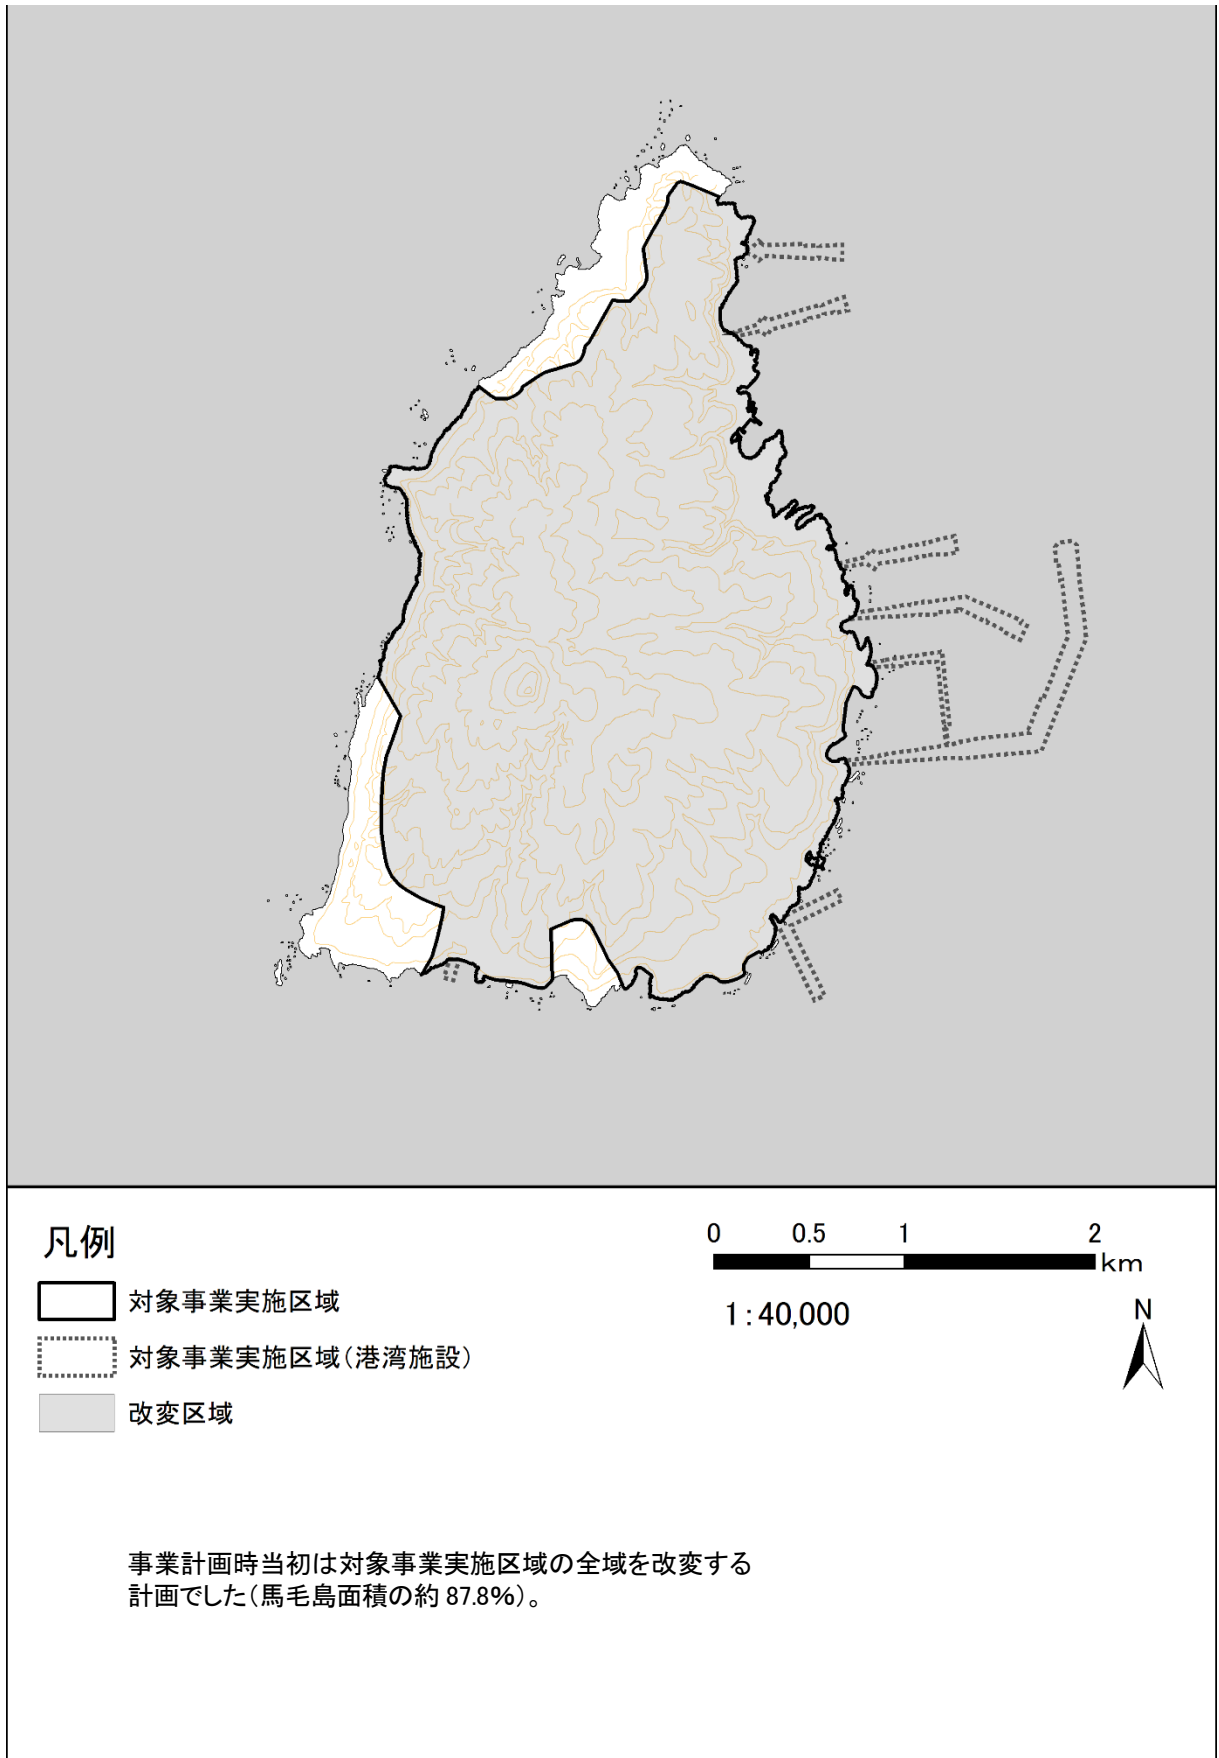 凡例
対象事業実施区域
対象事業実施区域(港湾施設)
改変区域
0 0.5 1 2
km
1:40,000
N
事業計画時当初は対象事業実施区域の全域を改変する
計画でした(馬毛島面積の約 87.8%)。